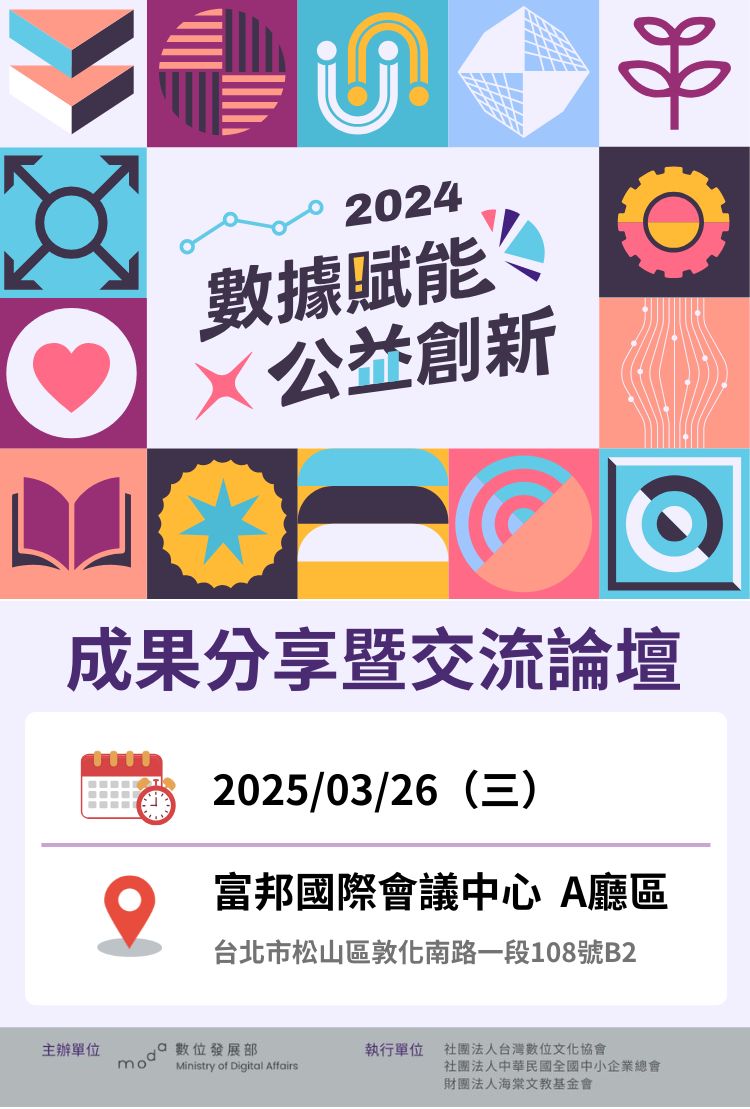 2024
數據賦能
公益創新
成果分享暨交流論壇
2025/03/26（三）
富邦國際會議中心 A廳區
台北市松山區敦化南路一段108號B2
主辦單位
moda 數位發展部
Ministry of Digital Affairs
執行單位
社團法人台灣數位文化協會
社團法人中華民國全國中小企業總會
財團法人海棠文教基金會